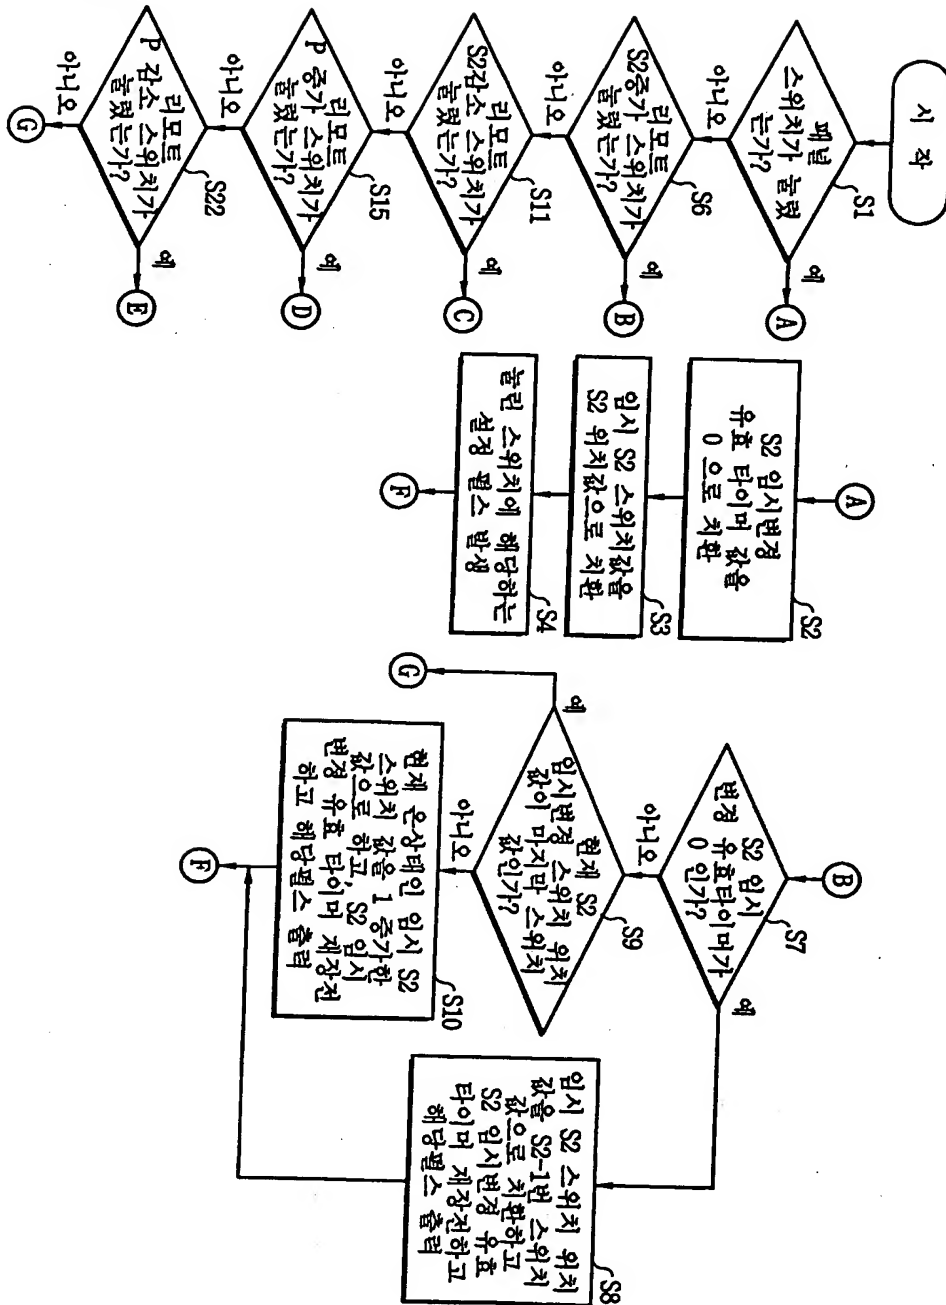 시 작
패널
스위치가 눌렸
는가?
S1
예
A
아니요
리모트
S2증가 스위치가
눌렸는가?
S6
예
B
아니요
리모트
S2감소 스위치가
눌렸는가?
S11
예
C
아니요
리모트
P 증가 스위치가
눌렸는가?
S15
예
D
아니요
리모트
P 감소 스위치가
눌렸는가?
S22
예
E
아니요
G
A
S2 임시변경
유효 타이머 값을
0 으로 치환
S2
임시 S2 스위치값을
S2 위치값으로 치환
S3
눌린 스위치에 해당하는
설정 펄스 발생
S4
F
B
S2 임시
변경 유효타이머가
0 인가?
S7
예
아니요
현재 S2
임시변경 스위치 위치
값이 마지막 스위치
값인가?
S9
예
G
아니요
현재 온상태인 임시 S2
스위치 값을 1 증가한
값으로 하고, S2 임시
변경 유효 타이머 재장전
하고 해당펄스 출력
S10
F
임시 S2 스위치 위치
값을 S2-1번 스위치
값으로 치환하고
S2 임시변경 유효
타이머 재장전하고
해당펄스 출력
S8